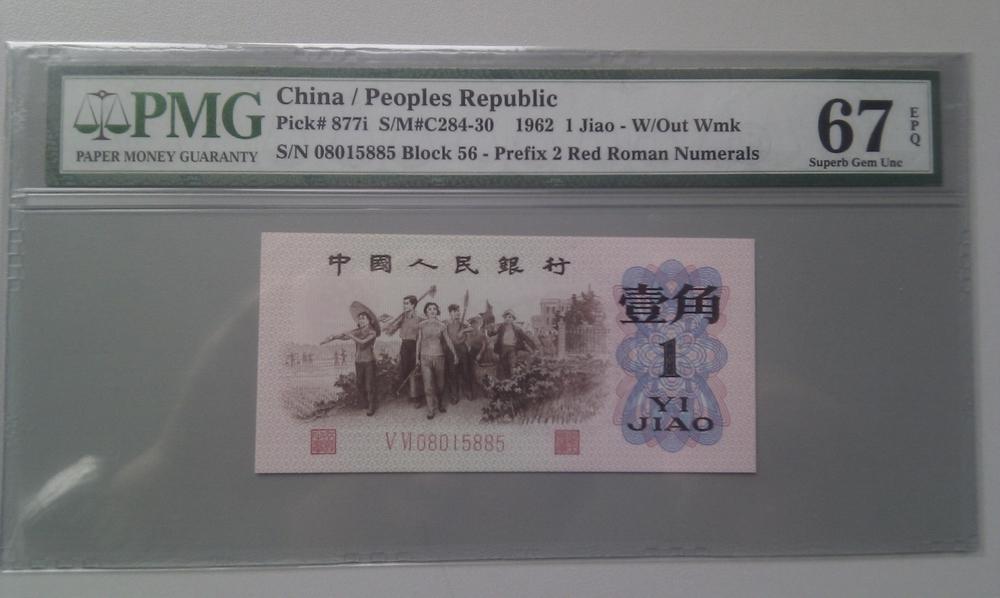 PMG
PAPER MONEY GUARANTY
China / Peoples Republic
Pick# 877i S/M#C284-30 1962 1 Jiao - W/Out Wmk
S/N 08015885 Block 56 - Prefix 2 Red Roman Numerals
67
EPQ
Superb Gem Unc
中國人民銀行
壹角
1
YI
JIAO
V VI 08015885